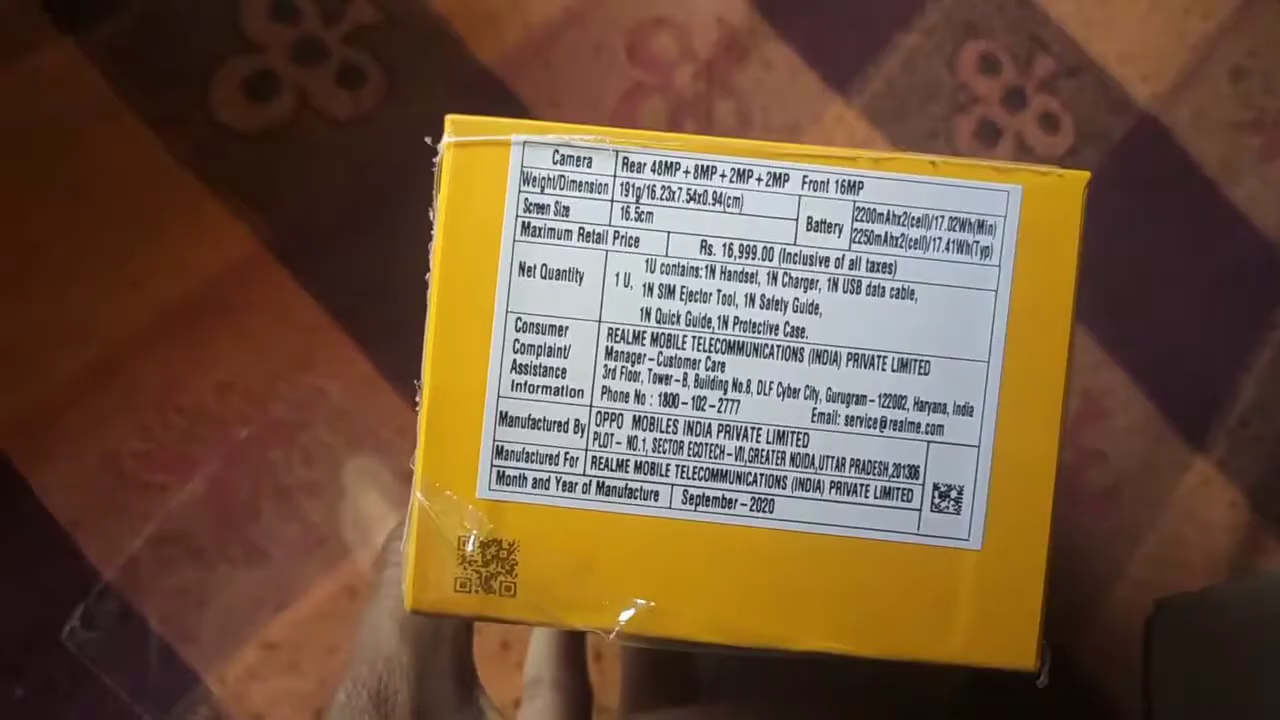 Camera Rear 48MP+8MP+2MP+2MP Front 16MP
Weight/Dimension 191g/16.23x7.54x0.94(cm)
Screen Size 16.5cm
Battery 2200mAhx2(cell)/17.02Wh(Min)
2250mAhx2(cell)/17.41Wh(Typ)
Maximum Retail Price Rs. 16,999.00 (Inclusive of all taxes)
Net Quantity 1 U, 1U contains:1N Handset, 1N Charger, 1N USB data cable,
1N SIM Ejector Tool, 1N Safety Guide,
1N Quick Guide,1N Protective Case.
Consumer
Complaint/
Assistance
Information
REALME MOBILE TELECOMMUNICATIONS (INDIA) PRIVATE LIMITED
Manager-Customer Care
3rd Floor, Tower-B, Building No.8, DLF Cyber City, Gurugram-122002, Haryana, India
Phone No : 1800-102-2777 Email: service@realme.com
Manufactured By OPPO MOBILES INDIA PRIVATE LIMITED
PLOT- NO.1, SECTOR ECOTECH-VII,GREATER NOIDA,UTTAR PRADESH,201306
Manufactured For REALME MOBILE TELECOMMUNICATIONS (INDIA) PRIVATE LIMITED
Month and Year of Manufacture September-2020